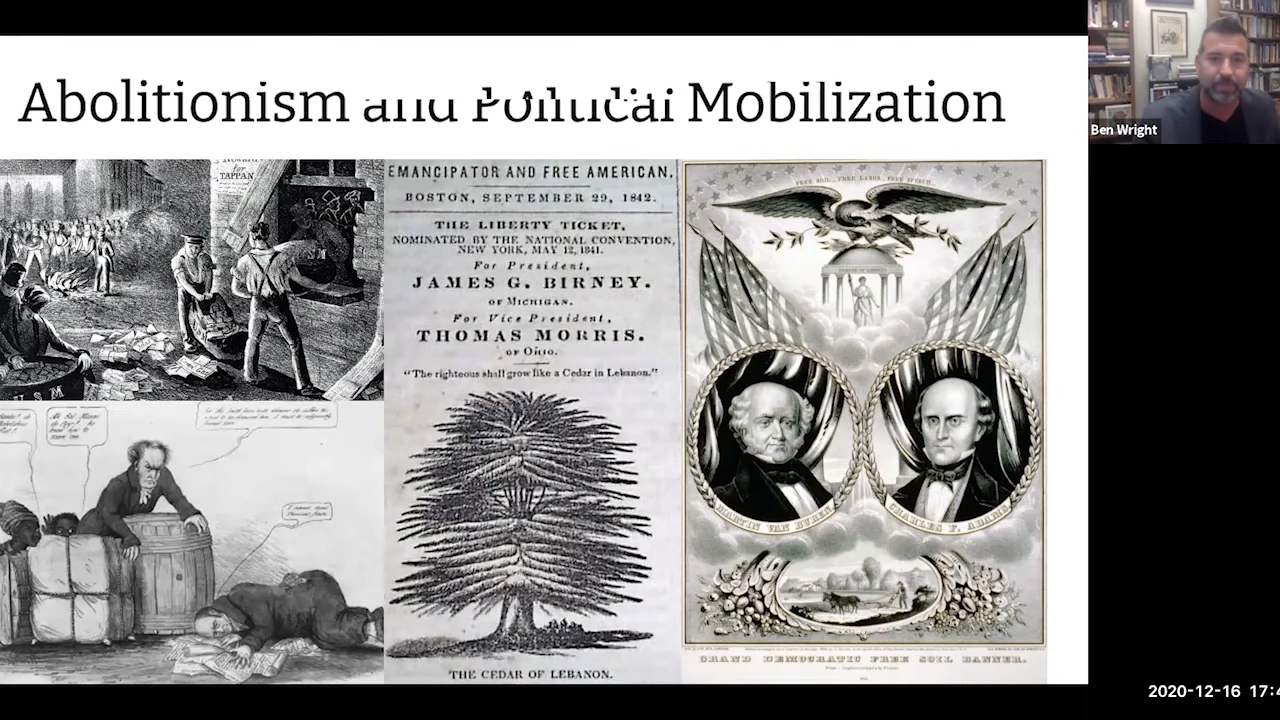 Abolitionism and Political Mobilization
Ben Wright
for
TAPPAN
EMANCIPATOR AND FREE AMERICAN.
BOSTON, SEPTEMBER 29, 1842.
THE LIBERTY TICKET,
NOMINATED BY THE NATIONAL CONVENTION,
NEW YORK, MAY 12, 1841.
For President,
JAMES G. BIRNEY.
OF MICHIGAN.
For Vice President,
THOMAS MORRIS.
OF OHIO.
"The righteous shall grow like a Cedar in Lebanon."
THE CEDAR OF LEBANON.
FREE SOIL, FREE LABOR, FREE SPEECH.
MARTIN VAN BUREN
CHARLES F. ADAMS
GRAND DEMOCRATIC FREE SOIL BANNER.
2020-12-16 17:4